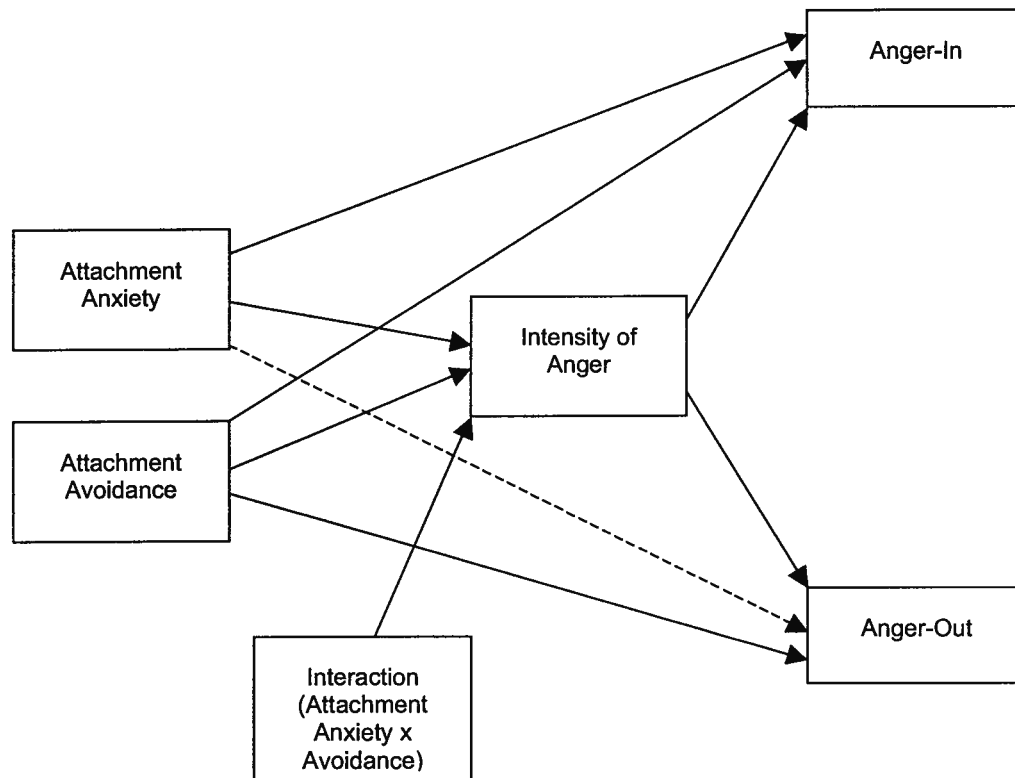 Anger-In
Attachment
Anxiety
Intensity of
Anger
Attachment
Avoidance
Anger-Out
Interaction
(Attachment
Anxiety x
Avoidance)